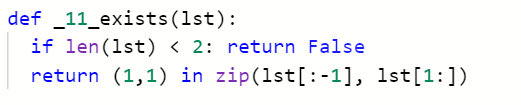 def _11_exists(lst):
  if len(lst) < 2: return False
  return (1,1) in zip(lst[:-1], lst[1:])